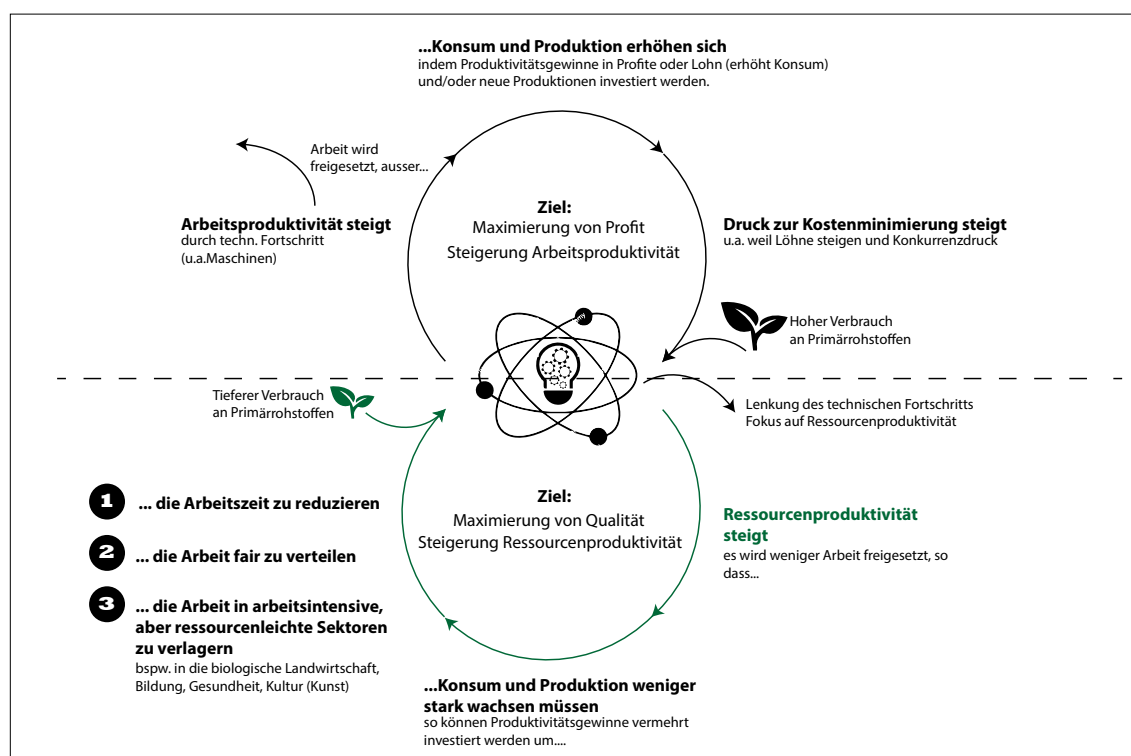 ...Konsum und Produktion erhöhen sich
indem Produktivitätsgewinne in Profite oder Lohn (erhöht Konsum)
und/oder neue Produktionen investiert werden.
Arbeit wird
freigesetzt, ausser...
Arbeitsproduktivität steigt
durch techn. Fortschritt
(u.a.Maschinen)
Ziel:
Maximierung von Profit
Steigerung Arbeitsproduktivität
Druck zur Kostenminimierung steigt
u.a. weil Löhne steigen und Konkurrenzdruck
Hoher Verbrauch
an Primärrohstoffen
Tieferer Verbrauch
an Primärrohstoffen
Lenkung des technischen Fortschritts
Fokus auf Ressourcenproduktivität
Ziel:
Maximierung von Qualität
Steigerung Ressourcenproduktivität
Ressourcenproduktivität
steigt
es wird weniger Arbeit freigesetzt, so
dass...
1 ... die Arbeitszeit zu reduzieren
2 ... die Arbeit fair zu verteilen
3 ... die Arbeit in arbeitsintensive,
aber ressourcenleichte Sektoren
zu verlagern
bspw. in die biologische Landwirtschaft,
Bildung, Gesundheit, Kultur (Kunst)
...Konsum und Produktion weniger
stark wachsen müssen
so können Produktivitätsgewinne vermehrt
investiert werden um....